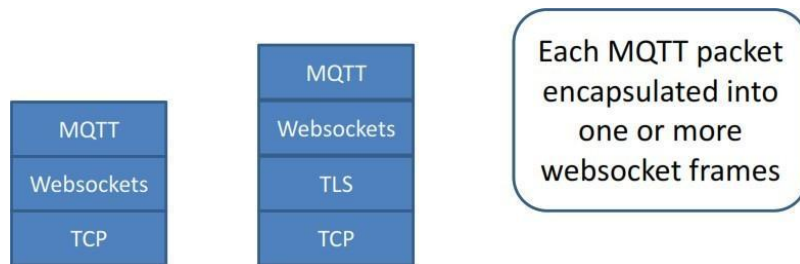 MQTT
Websockets
TCP
MQTT
Websockets
TLS
TCP
Each MQTT packet
encapsulated into
one or more
websocket frames